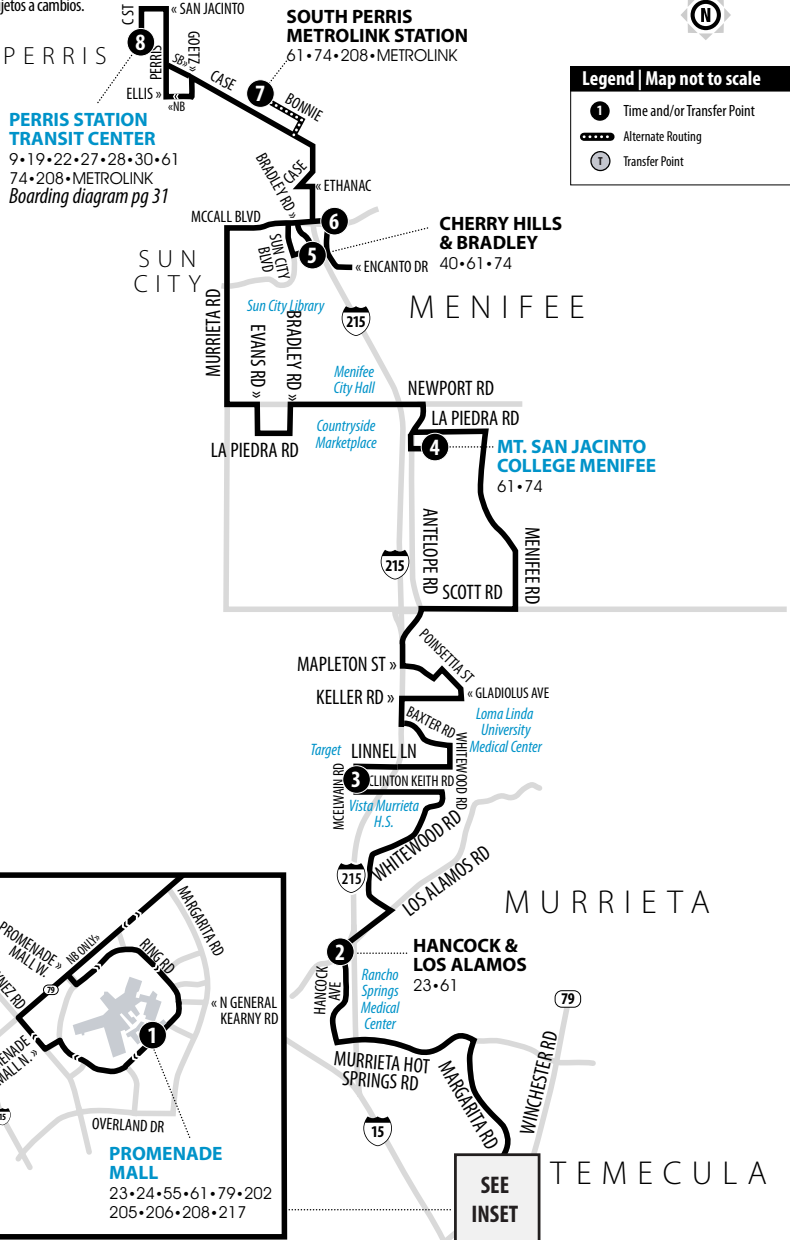 jetos a cambios.
C ST
« SAN JACINTO
8
PERRIS
PERRIS
SB»
GOETZ »
CASE
ELLIS »
«NB
7
BONNIE
SOUTH PERRIS
METROLINK STATION
61•74•208•METROLINK
N
Legend | Map not to scale
1 Time and/or Transfer Point
Alternate Routing
T Transfer Point
PERRIS STATION
TRANSIT CENTER
9•19•22•27•28•30•61
74•208•METROLINK
Boarding diagram pg 31
BRADLEY RD »
CASE
« ETHANAC
MCCALL BLVD
6
SUN CITY
BLVD
5
« ENCANTO DR
CHERRY HILLS
& BRADLEY
40•61•74
SUN
CITY
MENIFEE
MURRIETA RD
Sun City Library
215
EVANS RD »
BRADLEY RD »
Menifee
City Hall
NEWPORT RD
LA PIEDRA RD
Countryside
Marketplace
LA PIEDRA RD
4
MT. SAN JACINTO
COLLEGE MENIFEE
61•74
ANTELOPE RD
MENIFEE RD
215
SCOTT RD
POINSETTIA ST
MAPLETON ST »
KELLER RD »
« GLADIOLUS AVE
BAXTER RD
Loma Linda
University
Medical Center
Target
LINNEL LN
WHITEWOOD RD
MCELWAIN RD
3
CLINTON KEITH RD
Vista Murrieta
H.S.
WHITEWOOD RD
215
LOS ALAMOS RD
MURRIETA
2
HANCOCK &
LOS ALAMOS
23•61
HANCOCK
AVE
Rancho
Springs
Medical
Center
79
MURRIETA HOT
SPRINGS RD
MARGARITA RD
WINCHESTER RD
15
SEE
INSET
TEMECULA
MARGARITA RD
PROMENADE »
MALL W.
NB ONLY»
RING RD
79
NEZ RD
« N GENERAL
KEARNY RD
1
ENADE
MALL N. »
15
OVERLAND DR
PROMENADE
MALL
23•24•55•61•79•202
205•206•208•217